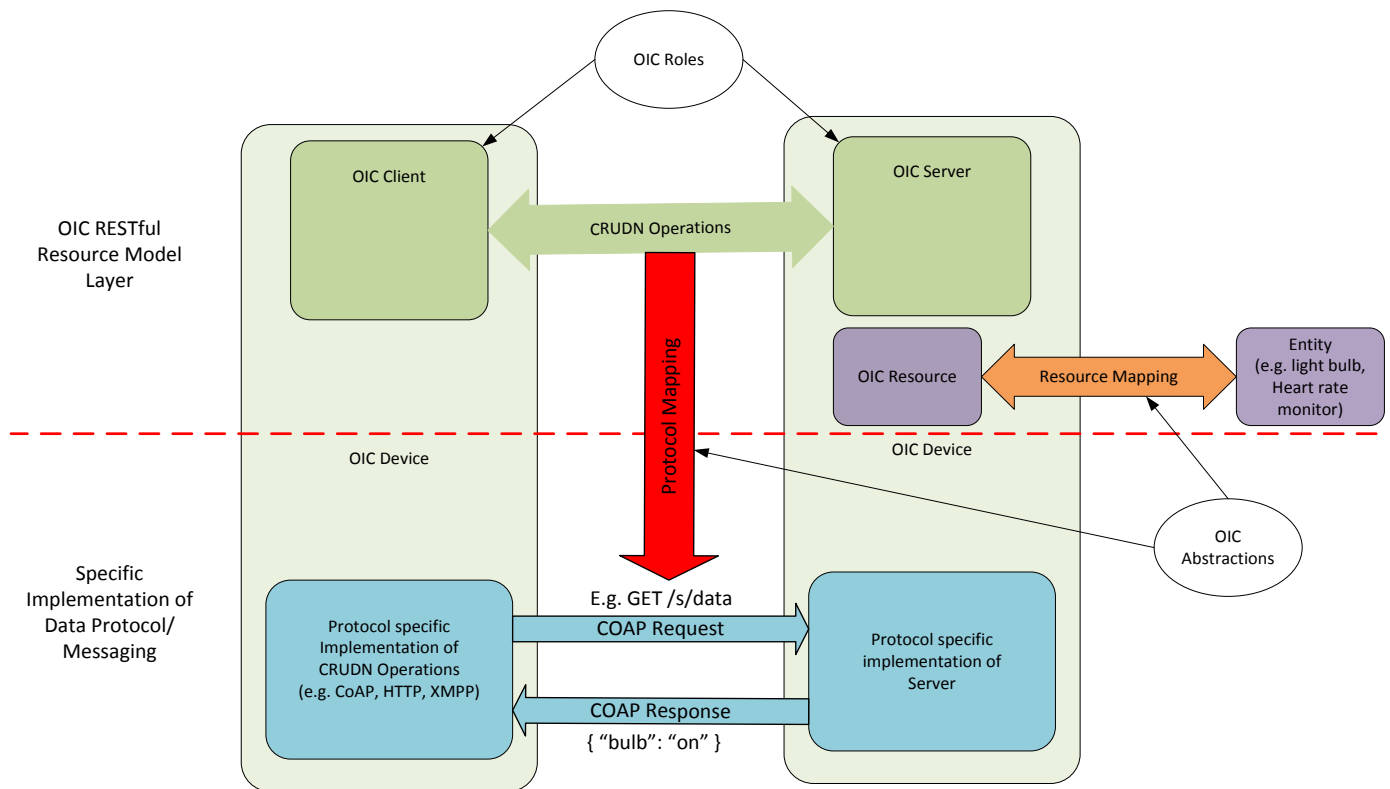 OIC Roles
OIC Client
OIC Server
CRUDN Operations
OIC RESTful
Resource Model
Layer
Protocol Mapping
OIC Resource
Resource Mapping
Entity
(e.g. light bulb,
Heart rate
monitor)
OIC Device
OIC Device
OIC
Abstractions
Specific
Implementation of
Data Protocol/
Messaging
E.g. GET /s/data
COAP Request
Protocol specific
Implementation of
CRUDN Operations
(e.g. CoAP, HTTP, XMPP)
Protocol specific
implementation of
Server
COAP Response
{ “bulb”: “on” }